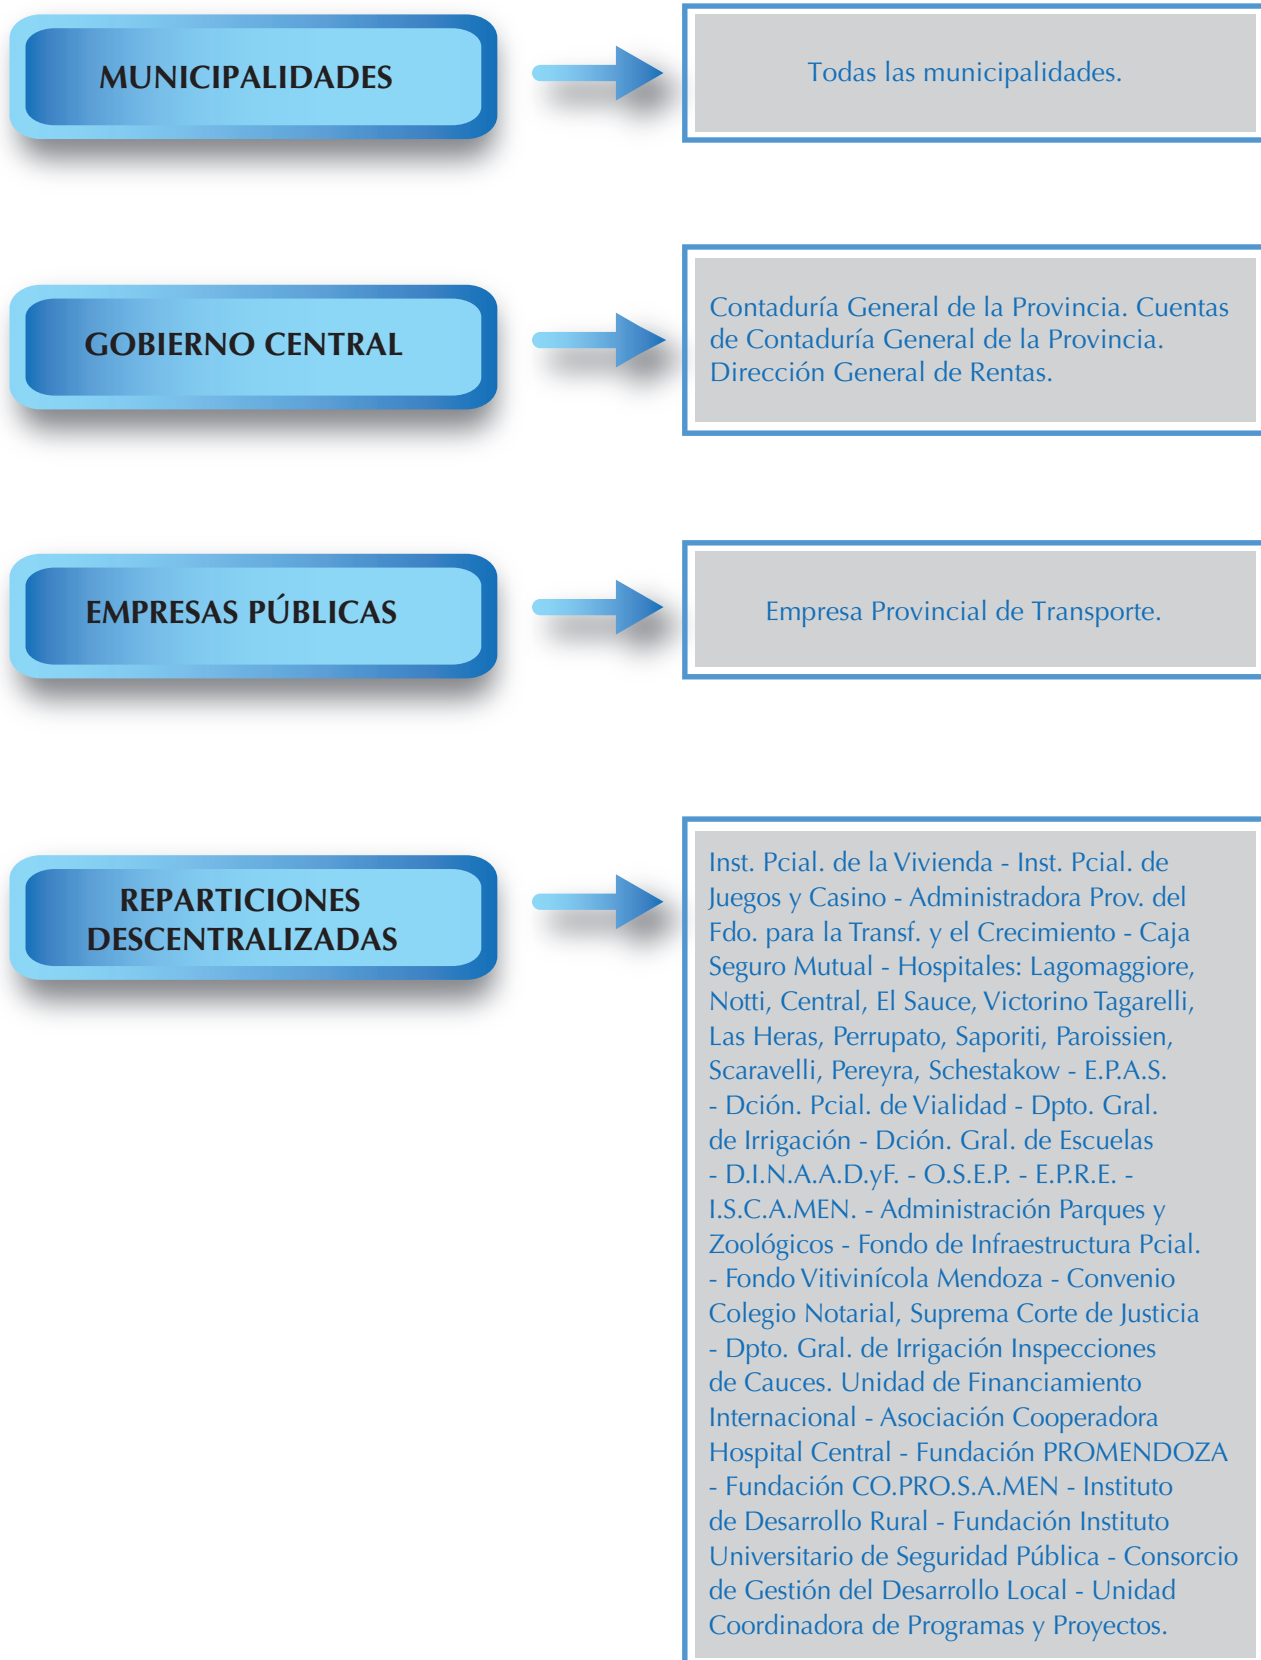 MUNICIPALIDADES
Todas las municipalidades.
GOBIERNO CENTRAL
Contaduría General de la Provincia. Cuentas
de Contaduría General de la Provincia.
Dirección General de Rentas.
EMPRESAS PÚBLICAS
Empresa Provincial de Transporte.
REPARTICIONES
DESCENTRALIZADAS
Inst. Pcial. de la Vivienda - Inst. Pcial. de
Juegos y Casino - Administradora Prov. del
Fdo. para la Transf. y el Crecimiento - Caja
Seguro Mutual - Hospitales: Lagomaggiore,
Notti, Central, El Sauce, Victorino Tagarelli,
Las Heras, Perrupato, Saporiti, Paroissien,
Scaravelli, Pereyra, Schestakow - E.P.A.S.
- Dción. Pcial. de Vialidad - Dpto. Gral.
de Irrigación - Dción. Gral. de Escuelas
- D.I.N.A.A.D.yF. - O.S.E.P. - E.P.R.E. -
I.S.C.A.MEN. - Administración Parques y
Zoológicos - Fondo de Infraestructura Pcial.
- Fondo Vitivinícola Mendoza - Convenio
Colegio Notarial, Suprema Corte de Justicia
- Dpto. Gral. de Irrigación Inspecciones
de Cauces. Unidad de Financiamiento
Internacional - Asociación Cooperadora
Hospital Central - Fundación PROMENDOZA
- Fundación CO.PRO.S.A.MEN - Instituto
de Desarrollo Rural - Fundación Instituto
Universitario de Seguridad Pública - Consorcio
de Gestión del Desarrollo Local - Unidad
Coordinadora de Programas y Proyectos.